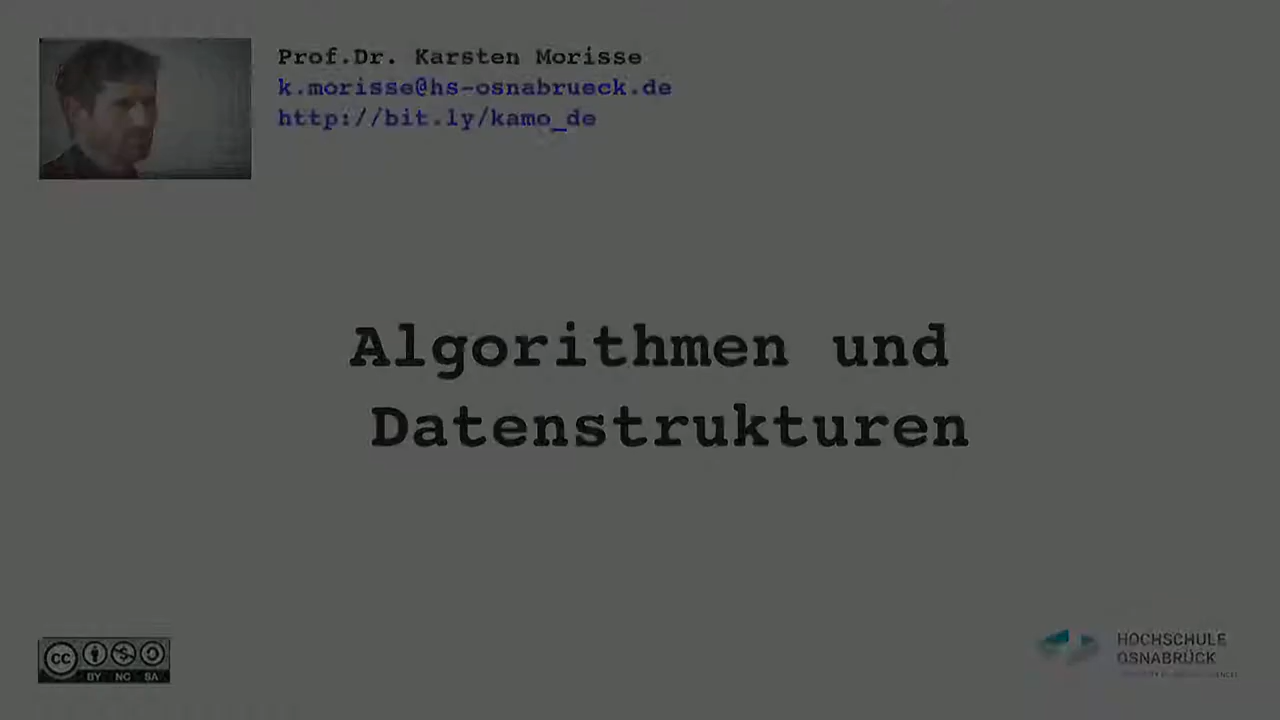 Prof.Dr. Karsten Morisse
k.morisse@hs-osnabrueck.de
http://bit.ly/kamo_de
Algorithmen und
Datenstrukturen
cc
BY NC SA
HOCHSCHULE
OSNABRÜCK